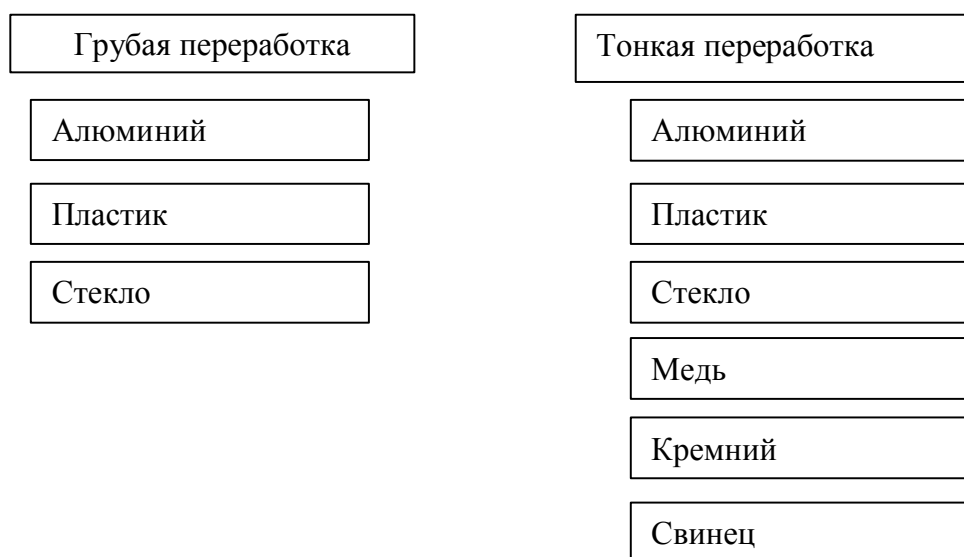 Грубая переработка
Алюминий
Пластик
Стекло
Тонкая переработка
Алюминий
Пластик
Стекло
Медь
Кремний
Свинец